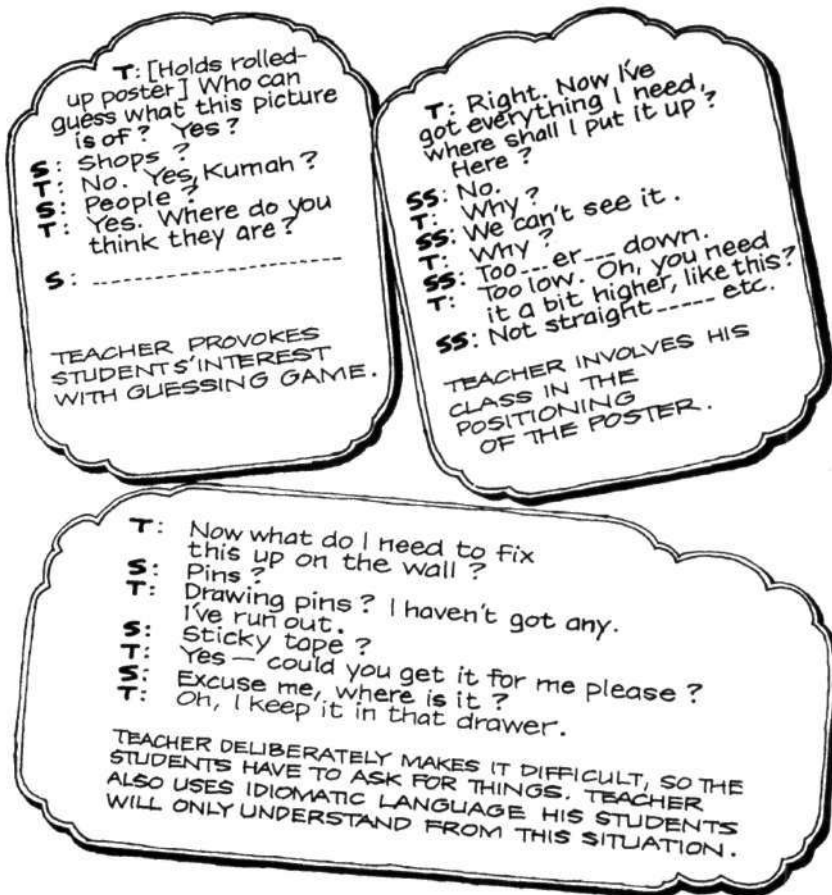 T: [Holds rolled-
up poster] Who can
guess what this picture
is of? Yes?
S: Shops?
T: No. Yes, Kumah?
S: People?
T: Yes. Where do you
think they are?
S: --------------------
TEACHER PROVOKES
STUDENTS' INTEREST
WITH GUESSING GAME.
T: Right.. Now I've
got everything I need,
where shall I put it up?
Here?
SS: No.
T: Why?
SS: We can't see it.
T: Why?
SS: Too---er---down.
T: Too low. Oh, you need
it a bit higher, like this?
SS: Not straight----- etc.
TEACHER INVOLVES HIS
CLASS IN THE
POSITIONING
OF THE POSTER.
T: Now what do I need to fix
this up on the wall?
S: Pins?
T: Drawing pins? I haven't got any.
I've run out.
S: Sticky tape?
T: Yes — could you get it for me please?
S: Excuse me, where is it?
T: Oh, I keep it in that drawer.
TEACHER DELIBERATELY MAKES IT DIFFICULT, SO THE
STUDENTS HAVE TO ASK FOR THINGS. TEACHER
ALSO USES IDIOMATIC LANGUAGE HIS STUDENTS
WILL ONLY UNDERSTAND FROM THIS SITUATION.